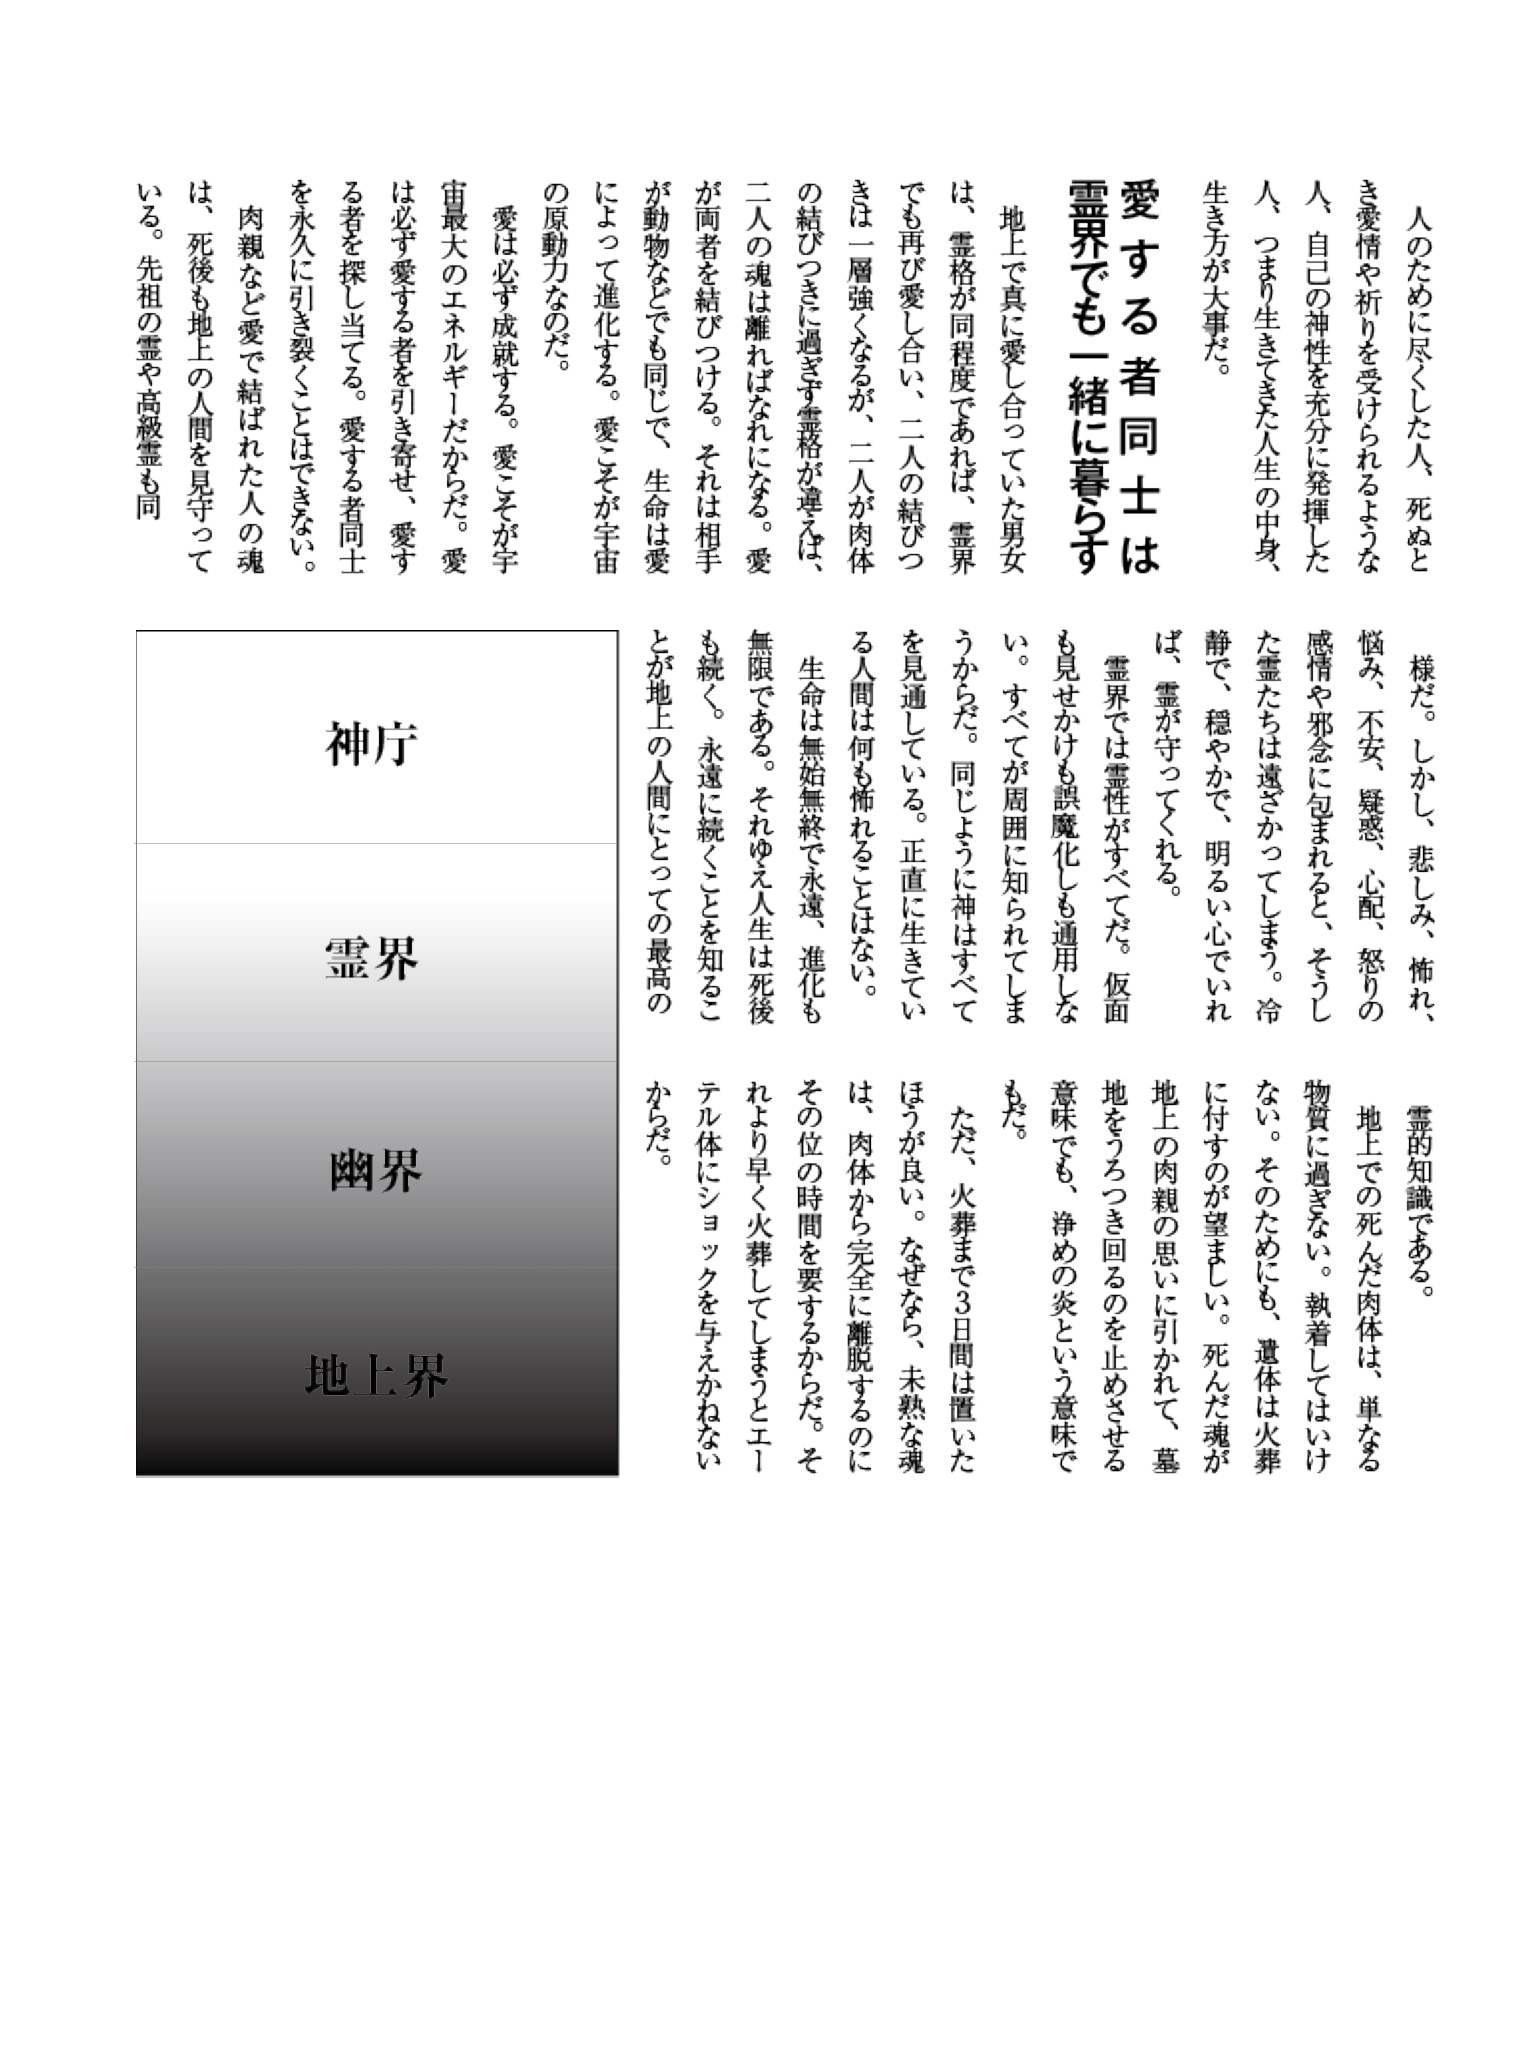 人のために尽くした人、死ぬと
き愛情や祈りを受けられるような
人、自己の神性を充分に発揮した
人、つまり生きてきた人生の中身、
生き方が大事だ。
愛する者同士は
霊界でも一緒に暮らす
地上で真に愛し合っていた男女
は、霊格が同程度であれば、霊界
でも再び愛し合い、二人の結びつ
きは一層強くなるが、二人が肉体
の結びつきに過ぎず霊格が違えば、
二人の魂は離ればなれになる。愛
が両者を結びつける。それは相手
が動物などでも同じで、生命は愛
によって進化する。愛こそが宇宙
の原動力なのだ。
愛は必ず成就する。愛こそが宇
宙最大のエネルギーだからだ。愛
は必ず愛する者を引き寄せ、愛す
る者を探し当てる。愛する者同士
を永久に引き裂くことはできない。
肉親など愛で結ばれた人の魂
は、死後も地上の人間を見守って
いる。先祖の霊や高級霊も同
様だ。しかし、悲しみ、怖れ、
悩み、不安、疑惑、心配、怒りの
感情や邪念に包まれると、そうし
た霊たちは遠ざかってしまう。冷
静で、穏やかで、明るい心でいれ
ば、霊が守ってくれる。
霊界では霊性がすべてだ。仮面
も見せかけも誤魔化しも通用しな
い。すべてが周囲に知られてしま
うからだ。同じように神はすべて
を見通している。正直に生きてい
る人間は何も怖れることはない。
生命は無始無終で永遠、進化も
無限である。それゆえ人生は死後
も続く。永遠に続くことを知るこ
とが地上の人間にとっての最高の
霊的知識である。
地上での死んだ肉体は、単なる
物質に過ぎない。執着してはいけ
ない。そのためにも、遺体は火葬
に付すのが望ましい。死んだ魂が
地上の肉親の思いに引かれて、墓
地をうろつき回るのを止めさせる
意味でも、浄めの炎という意味で
もだ。
ただ、火葬まで3日間は置いた
ほうが良い。なぜなら、未熟な魂
は、肉体から完全に離脱するのに
その位の時間を要するからだ。そ
れより早く火葬してしまうとエー
テル体にショックを与えかねない
からだ。
神庁
霊界
幽界
地上界